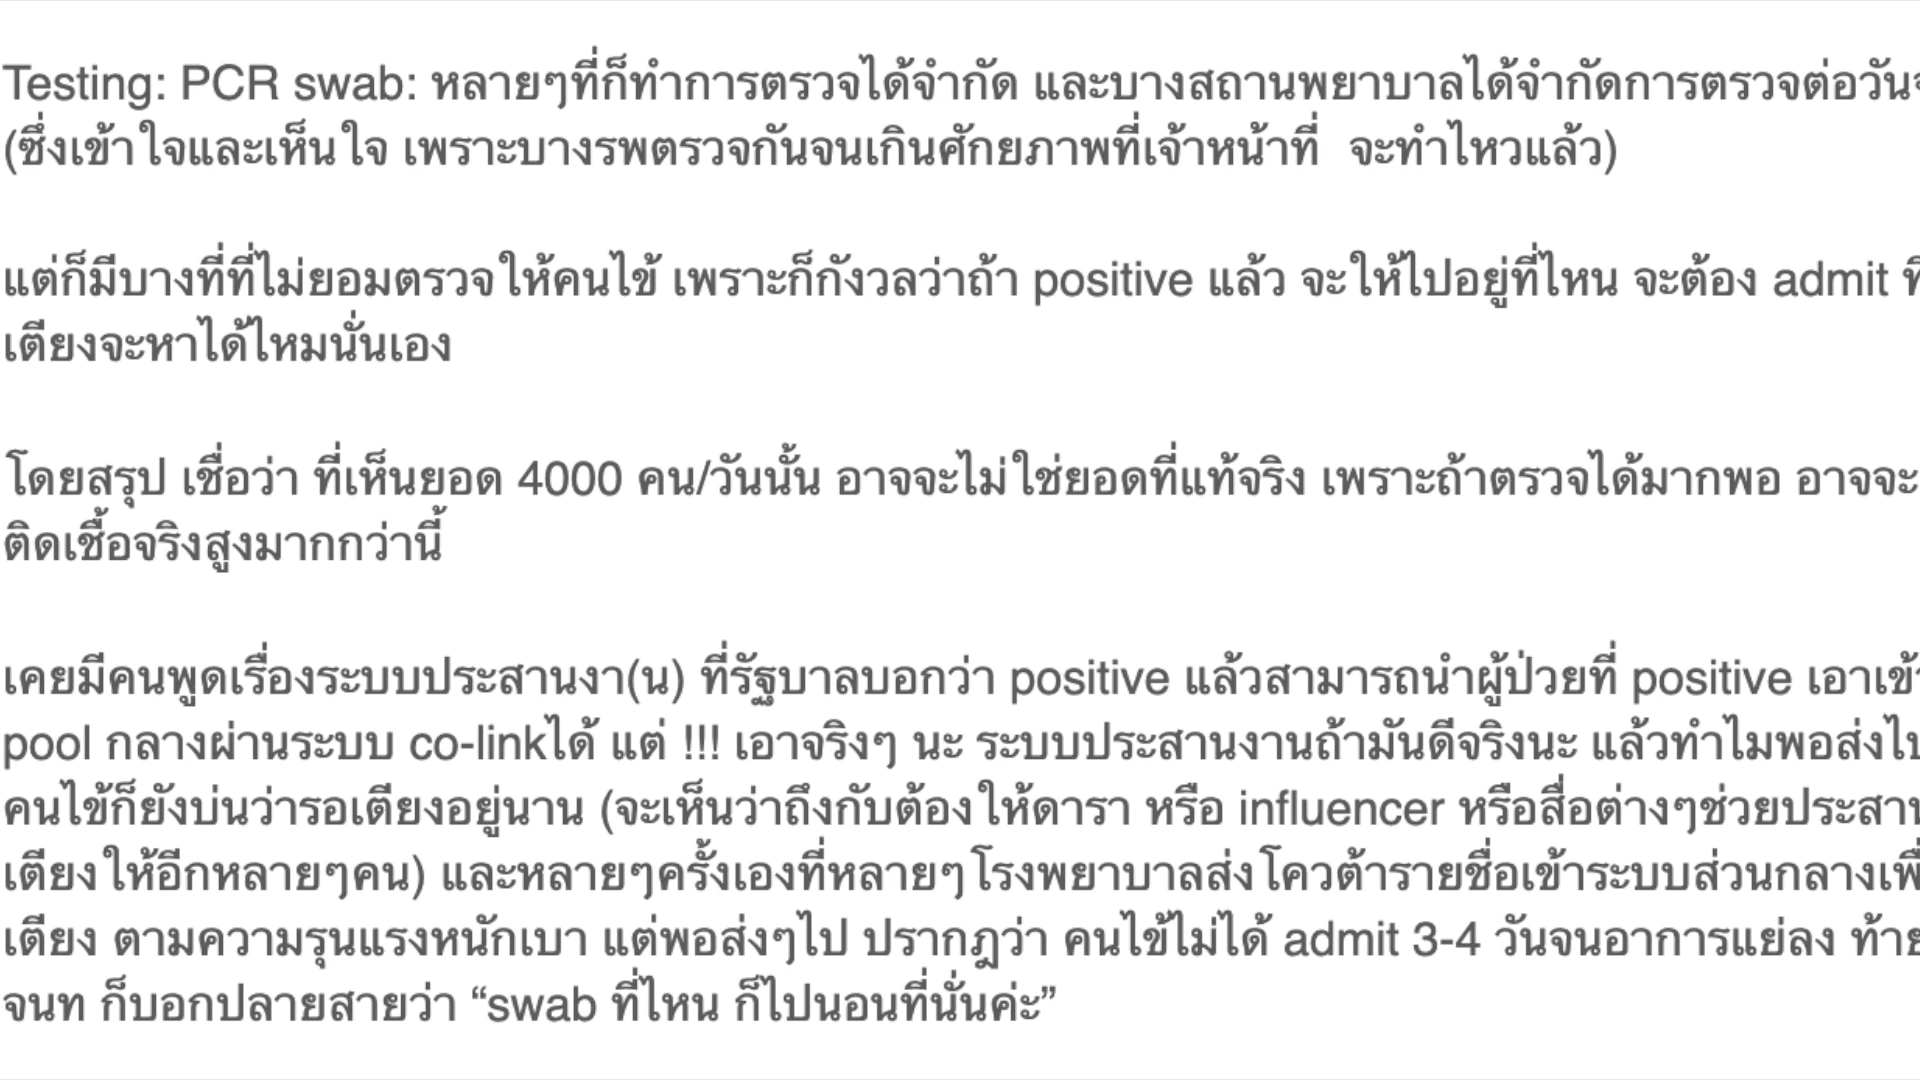 Testing: PCR swab: หลายๆที่ก็ทำการตรวจได้จำกัด และบางสถานพยาบาลได้จำกัดการตรวจต่อวัน
(ซึ่งเข้าใจและเห็นใจ เพราะบางรพตรวจกันจนเกินศักยภาพที่เจ้าหน้าที่  จะทำไหวแล้ว)
แต่ก็มีบางที่ที่ไม่ยอมตรวจให้คนไข้ เพราะก็กังวลว่าถ้า positive แล้ว จะให้ไปอยู่ที่ไหน จะต้อง admit
เตียงจะหาได้ไหมนั่นเอง
โดยสรุป เชื่อว่า ที่เห็นยอด 4000 คน/วันนั้น อาจจะไม่ใช่ยอดที่แท้จริง เพราะถ้าตรวจได้มากพอ อาจจะ
ติดเชื้อจริงสูงมากกว่านี้
เคยมีคนพูดเรื่องระบบประสานงา(น) ที่รัฐบาลบอกว่า positive แล้วสามารถนำผู้ป่วยที่ positive เอาเข้า
pool กลางผ่านระบบ co-linkได้ แต่ !!! เอาจริงๆ นะ ระบบประสานงานถ้ามันดีจริงนะ แล้วทำไมพอส่งไป
คนไข้ก็ยังบ่นว่ารอเตียงอยู่นาน (จะเห็นว่าถึงกับต้องให้ดารา หรือ influencer หรือสื่อต่างๆช่วยประสาน
เตียงให้อีกหลายๆคน) และหลายๆครั้งเองที่หลายๆโรงพยาบาลส่งโควต้ารายชื่อเข้าระบบส่วนกลาง
เตียง ตามความรุนแรงหนักเบา แต่พอส่งๆไป ปรากฎว่า คนไข้ไม่ได้ admit 3-4 วันจนอาการแย่ลง
จนท ก็บอกปลายสายว่า “swab ที่ไหน ก็ไปนอนที่นั่นค่ะ”